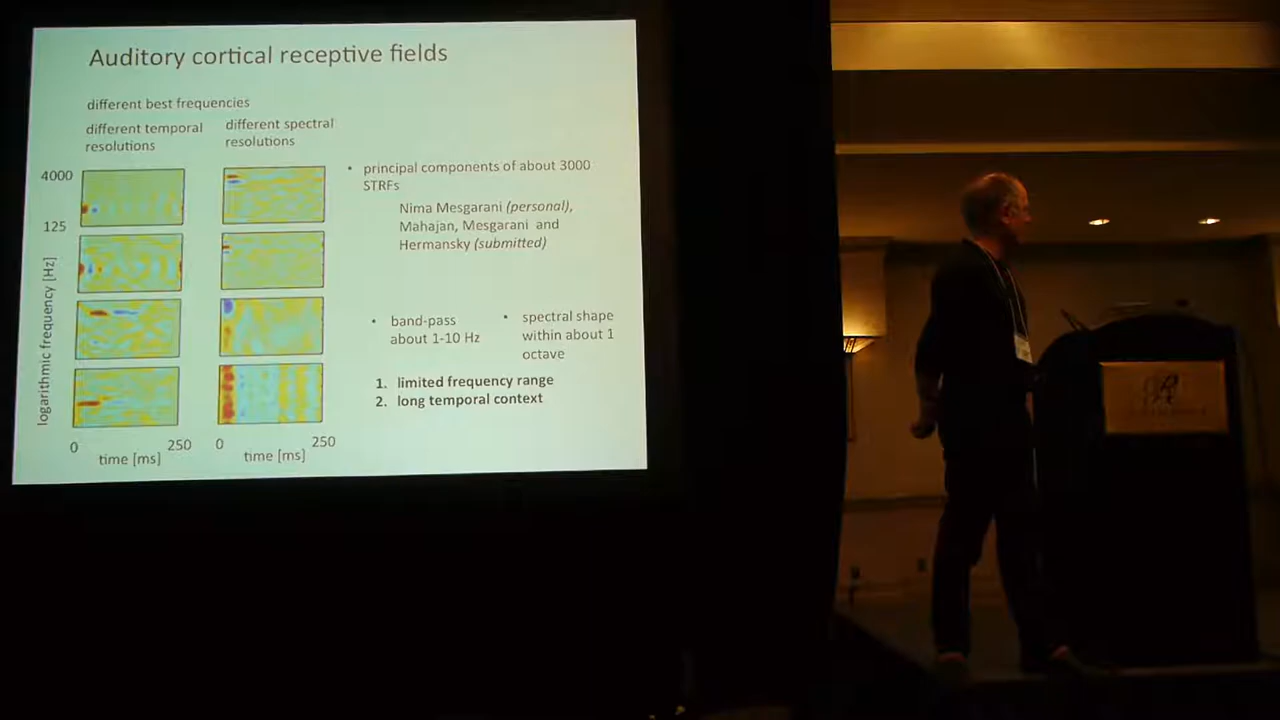 Auditory cortical receptive fields
different best frequencies
different temporal
resolutions
different spectral
resolutions
4000
125
logarithmic frequency [Hz]
0
250
time [ms]
0
250
time [ms]
• principal components of about 3000
STRFs
Nima Mesgarani (personal),
Mahajan, Mesgarani and
Hermansky (submitted)
• band-pass
about 1-10 Hz
• spectral shape
within about 1
octave
1. limited frequency range
2. long temporal context